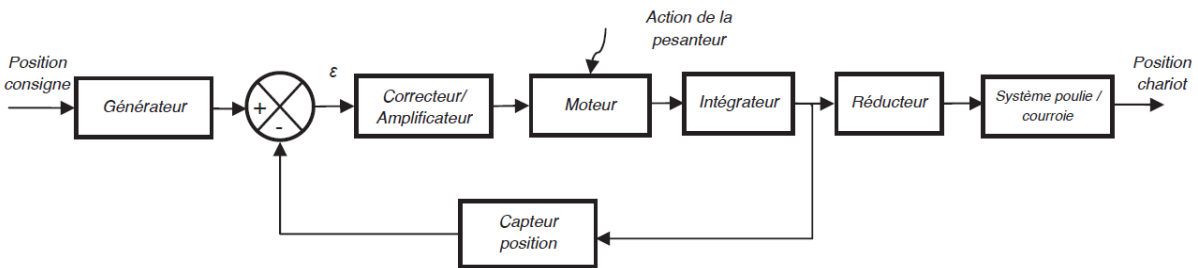 Action de la
pesanteur
Position
consigne
Générateur
+
-
ε
Correcteur/
Amplificateur
Moteur
Intégrateur
Réducteur
Système poulie /
courroie
Position
chariot
Capteur
position